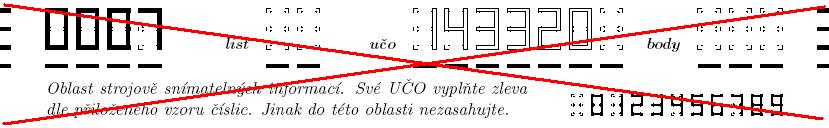 0007 list učo 143320 body
Oblast strojově snímatelných informací. Své UČO vyplňte zleva
dle přiloženého vzoru číslic. Jinak do této oblasti nezasahujte.
0123456789